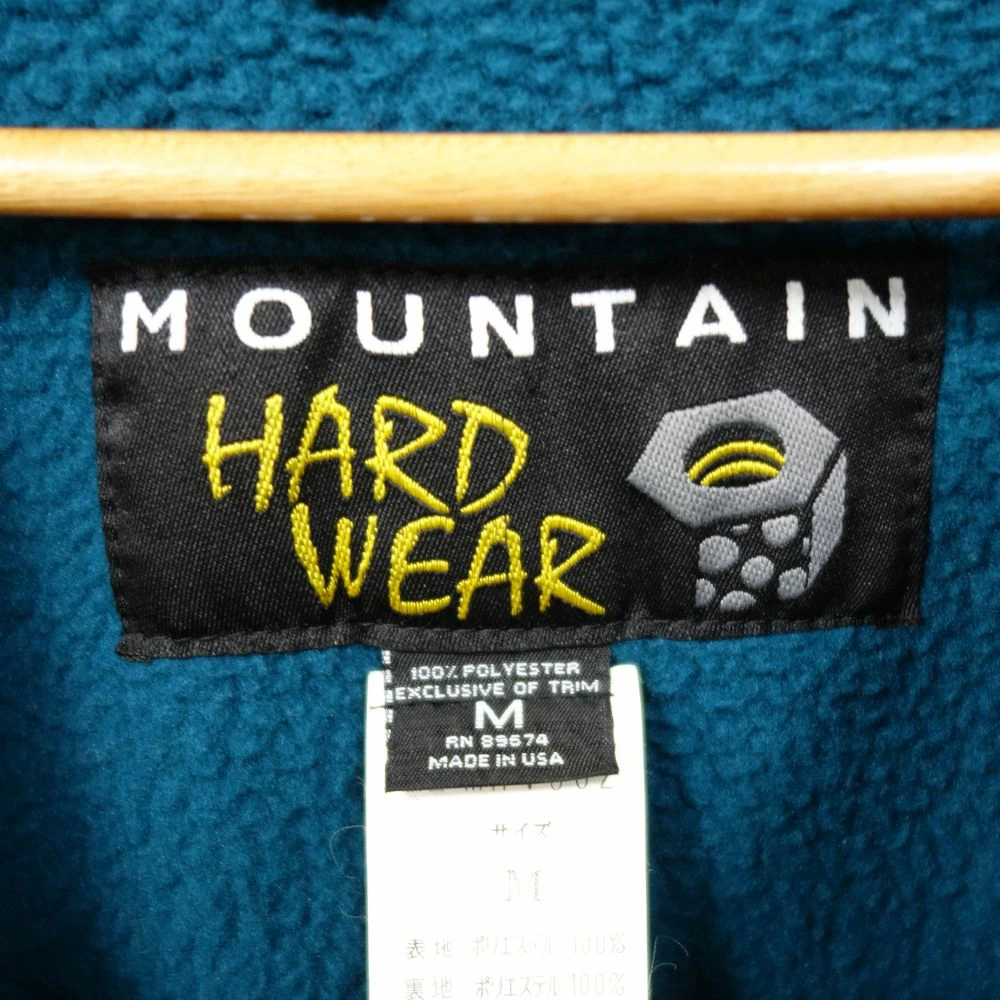 MOUNTAIN
HARD
WEAR
100% POLYESTER
EXCLUSIVE OF TRIM
M
RN 89674
MADE IN USA
サイズ
M
表地 ポリエステル 100%
裏地 ポリエステル 100%